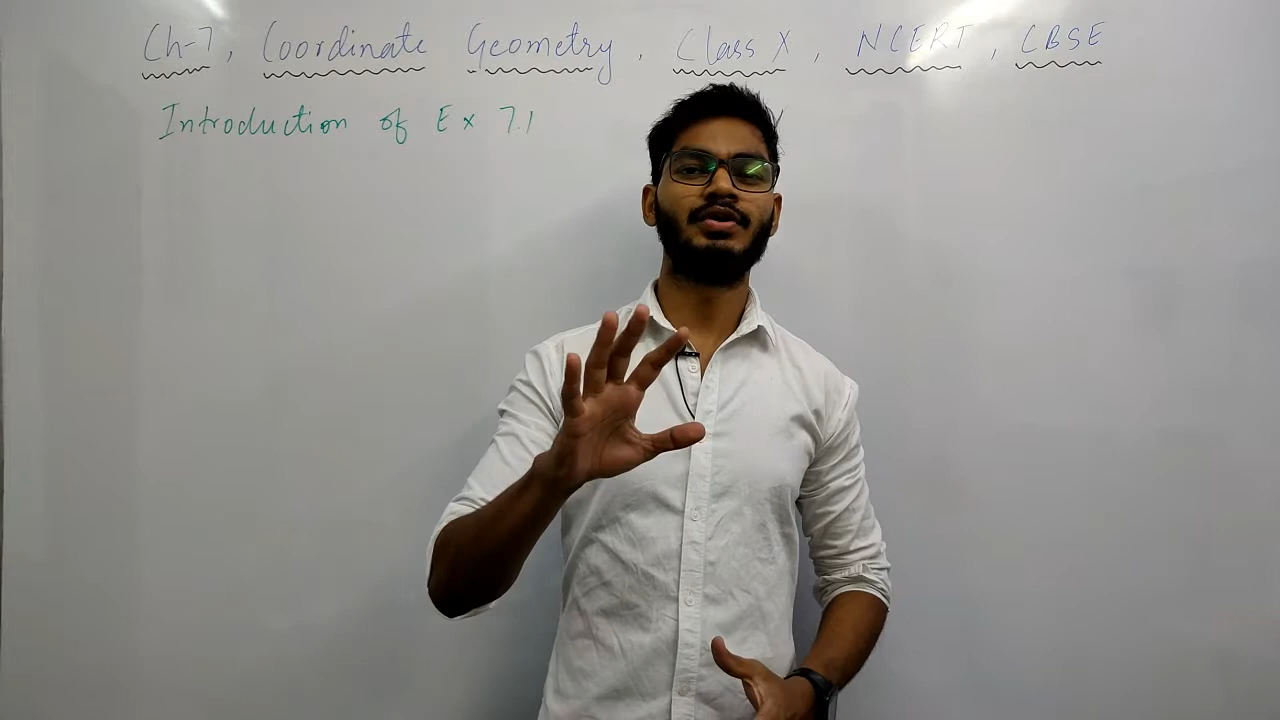 Ch-7, Coordinate Geometry, Class X, NCERT, CBSE
Introduction of Ex 7.1